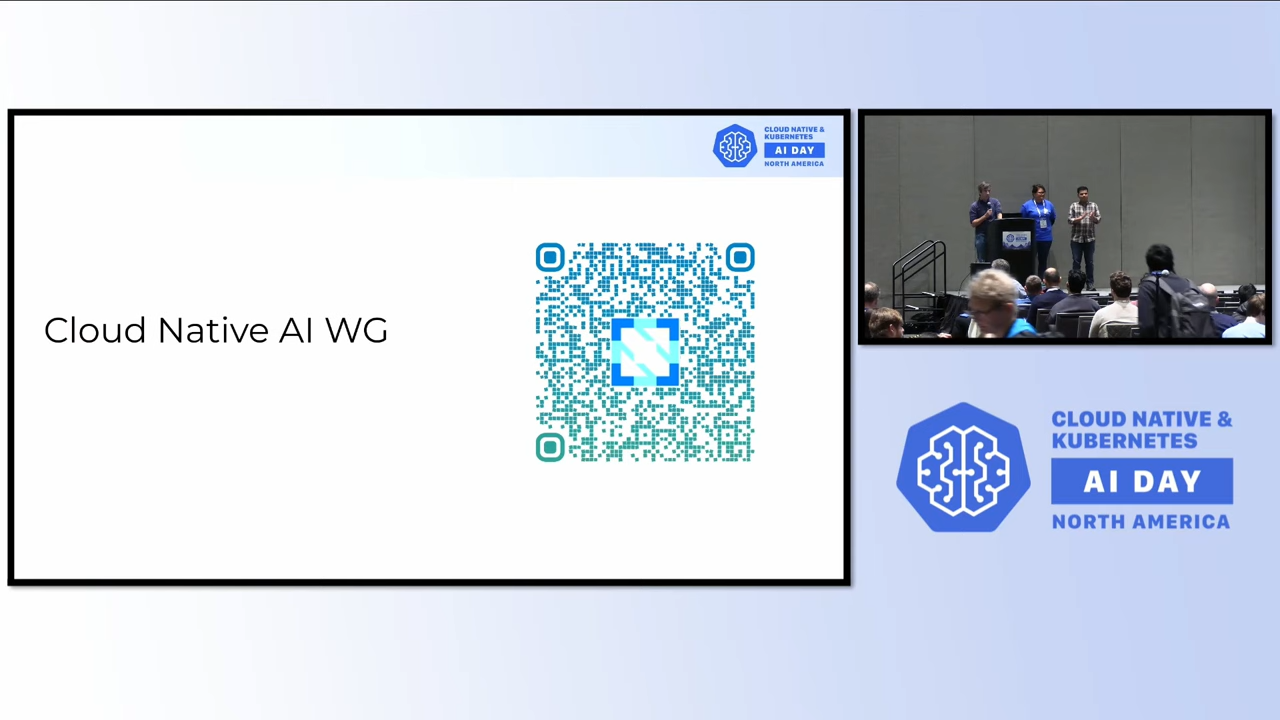 CLOUD NATIVE &
KUBERNETES
AI DAY
NORTH AMERICA
Cloud Native AI WG
CLOUD NATIVE &
KUBERNETES
AI DAY
NORTH AMERICA